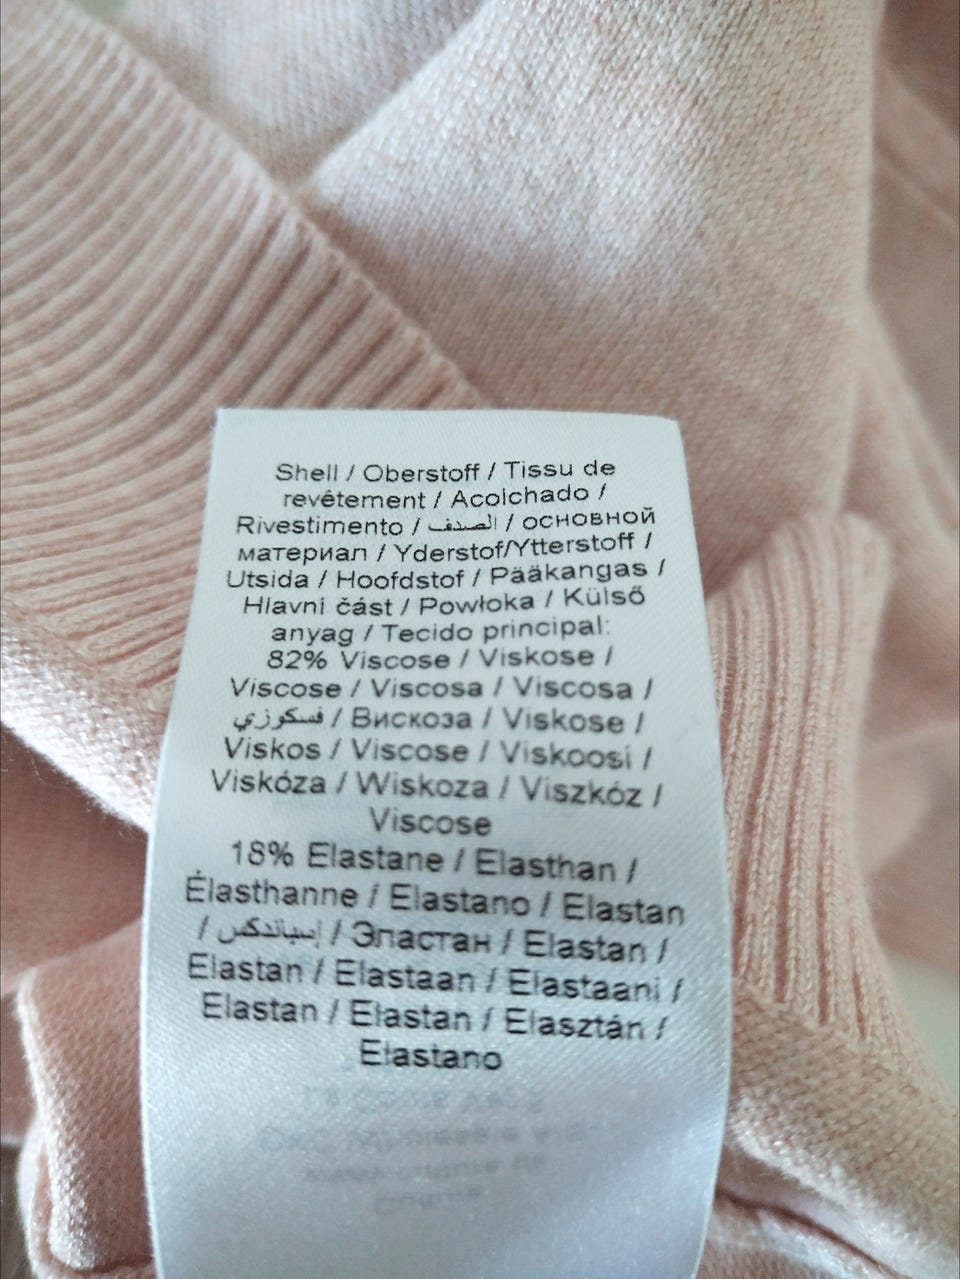 Shell / Oberstoff / Tissu de
revêtement / Acolchado /
Rivestimento / الصدف / основной
материал / Yderstof/Ytterstoff /
Utsida / Hoofdstof / Pääkangas /
Hlavní část / Powłoka / Külső
anyag / Tecido principal:
82% Viscose / Viskose /
Viscose / Viscosa / Viscosa /
فسكوزي / Вискоза / Viskose /
Viskos / Viscose / Viskoosi /
Viskóza / Wiskoza / Viszkóz /
Viscose
18% Elastane / Elasthan /
Élasthanne / Elastano / Elastan
/ إسباندكس / Эластан / Elastan /
Elastan / Elastaan / Elastaani /
Elastan / Elastan / Elasztán /
Elastano